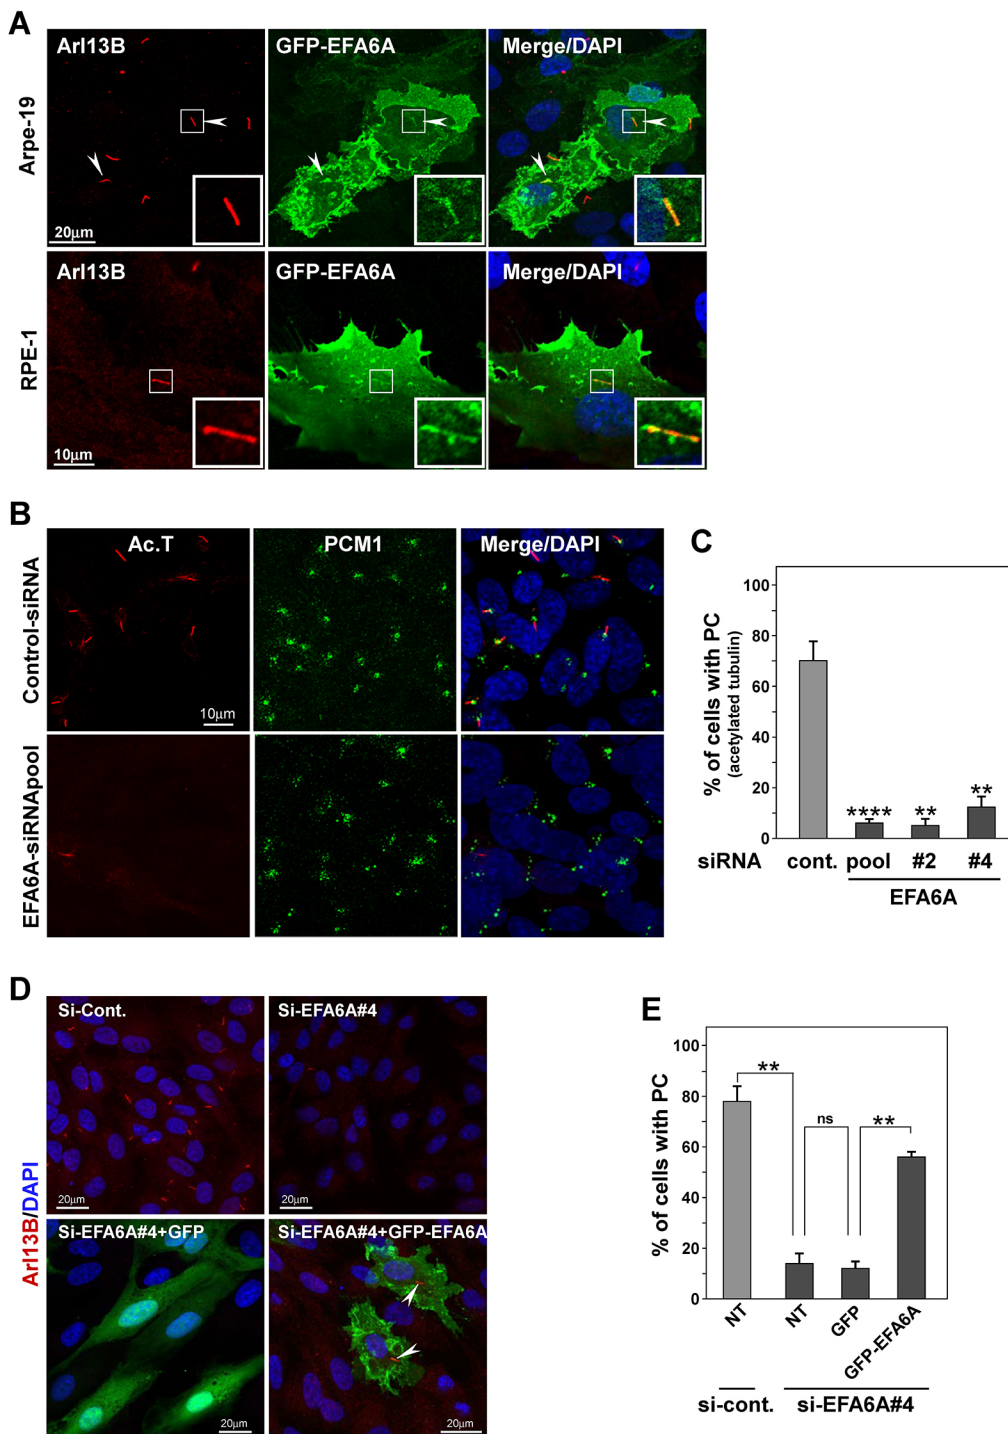 A
Arl13B
GFP-EFA6A
Merge/DAPI
Arpe-19
20μm
Arl13B
GFP-EFA6A
Merge/DAPI
RPE-1
10μm
B
Ac.T
PCM1
Merge/DAPI
Control-siRNA
10μm
EFA6A-siRNApool
C
% of cells with PC
(acetylated tubulin)
100
80
60
40
20
0
****
**
**
siRNA
cont.
pool
#2
#4
EFA6A
D
Si-Cont.
Si-EFA6A#4
20μm
20μm
Arl13B/DAPI
Si-EFA6A#4+GFP
Si-EFA6A#4+GFP-EFA6A
20μm
20μm
E
% of cells with PC
100
80
60
40
20
0
**
ns
**
NT
NT
GFP
GFP-EFA6A
si-cont.
si-EFA6A#4